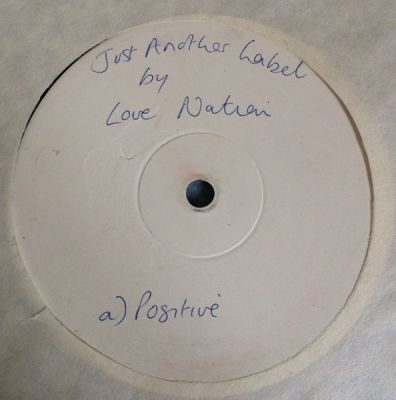 Just Another Label
by
Love Nation
a) Positive